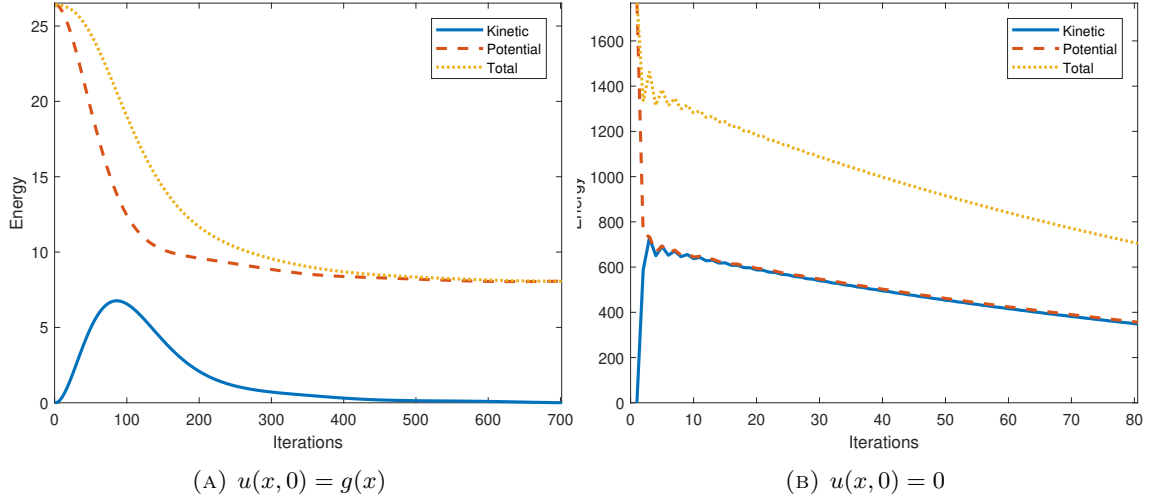 25
20
15
10
5
0
Energy
0 100 200 300 400 500 600 700
Iterations
Kinetic
Potential
Total
(A) u(x, 0) = g(x)
1600
1400
1200
1000
800
600
400
200
0
Energy
0 10 20 30 40 50 60 70 80
Iterations
Kinetic
Potential
Total
(B) u(x, 0) = 0